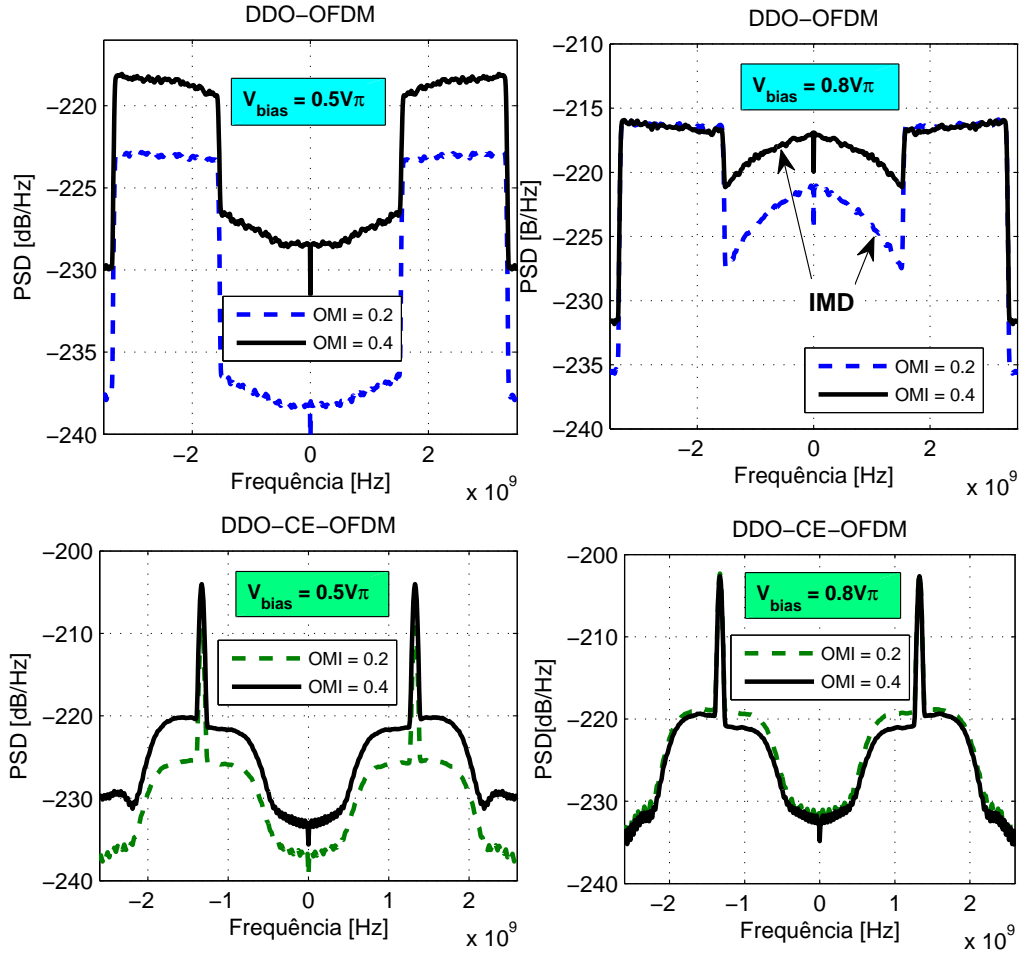 DDO-OFDM
PSD [dB/Hz]
-220
-225
-230
-235
-240
V_bias = 0.5Vπ
OMI = 0.2
OMI = 0.4
-2
0
2
Frequência [Hz]
x 10^9
DDO-OFDM
PSD [B/Hz]
-210
-215
-220
-225
-230
-235
-240
V_bias = 0.8Vπ
IMD
OMI = 0.2
OMI = 0.4
-2
0
2
Frequência [Hz]
x 10^9
DDO-CE-OFDM
PSD [dB/Hz]
-200
-210
-220
-230
-240
V_bias = 0.5Vπ
OMI = 0.2
OMI = 0.4
-2
-1
0
1
2
Frequência [Hz]
x 10^9
DDO-CE-OFDM
PSD[dB/Hz]
-200
-210
-220
-230
-240
V_bias = 0.8Vπ
OMI = 0.2
OMI = 0.4
-2
-1
0
1
2
Frequência [Hz]
x 10^9